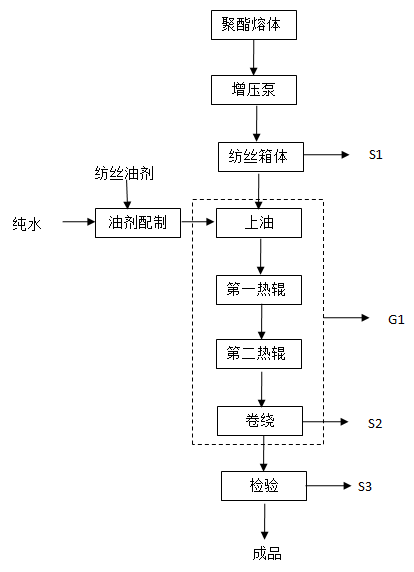 聚酯熔体
增压泵
纺丝箱体
S1
纺丝油剂
纯水
油剂配制
上油
第一热辊
G1
第二热辊
卷绕
S2
检验
S3
成品